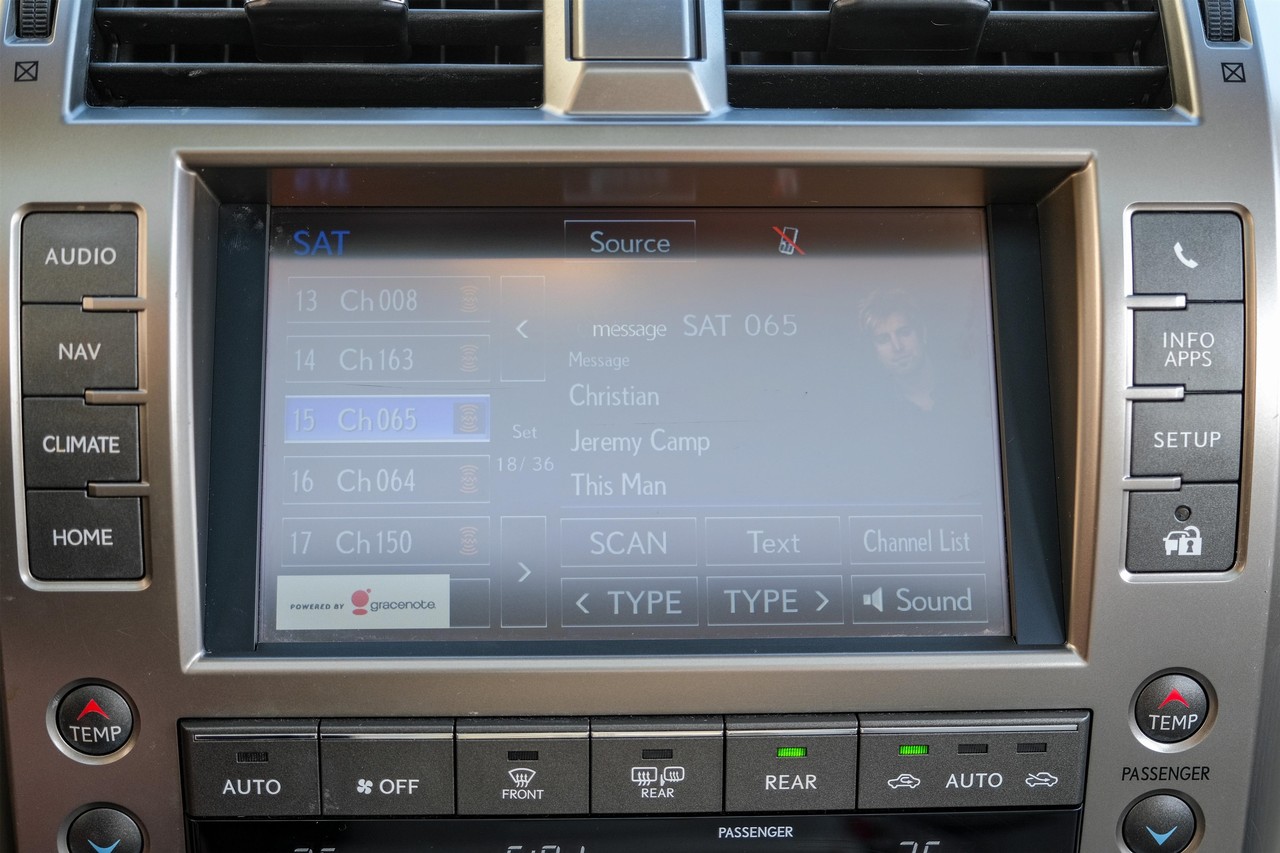 AUDIO
NAV
CLIMATE
HOME
SAT
Source
13 Ch 008
14 Ch 163
15 Ch 065
16 Ch 064
17 Ch 150
<
Set
18/ 36
>
message SAT 065
Message
Christian
Jeremy Camp
This Man
SCAN Text Channel List
< TYPE TYPE > Sound
POWERED BY gracenote
INFO
APPS
SETUP
TEMP
TEMP
PASSENGER
AUTO
OFF
FRONT
REAR
REAR
AUTO
PASSENGER